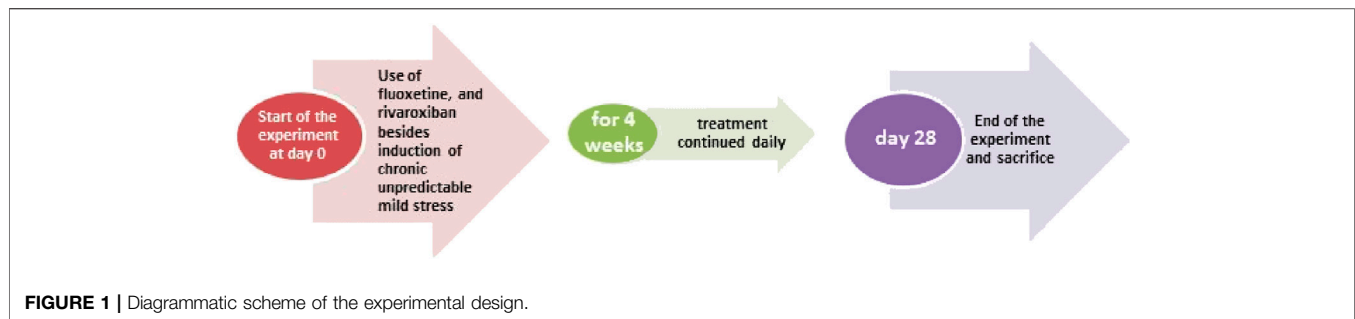 Start of the
experiment
at day 0
Use of
fluoxetine, and
rivaroxiban
besides
induction of
chronic
unpredictable
mild stress
for 4
weeks
treatment
continued daily
day 28
End of the
experiment
and sacrifice
FIGURE 1 | Diagrammatic scheme of the experimental design.